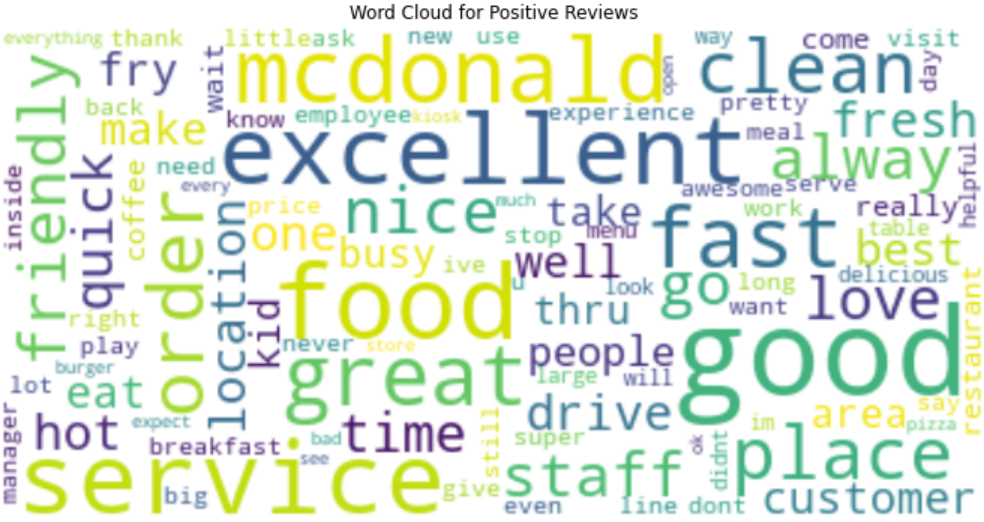 Word Cloud for Positive Reviews
everything
thank
little
ask
new
use
way
come
visit
friendly
fry
wait
mcdonald
open
clean
day
back
make
know
employee
kiosk
experience
pretty
fresh
excellent
meal
alway
helpful
inside
quick
coffee
need
every
awesome
serve
order
location
price
nice
much
take
menu
fast
work
really
table
one
busy
stop
well
best
ive
u
look
go
long
delicious
right
kid
food
thru
want
love
restaurant
play
never
store
people
good
burger
great
large
will
lot
eat
manager
hot
expect
time
drive
im
area
say
pizza
breakfast
bad
still
super
ok
didnt
place
service
see
staff
big
give
even
line
dont
customer